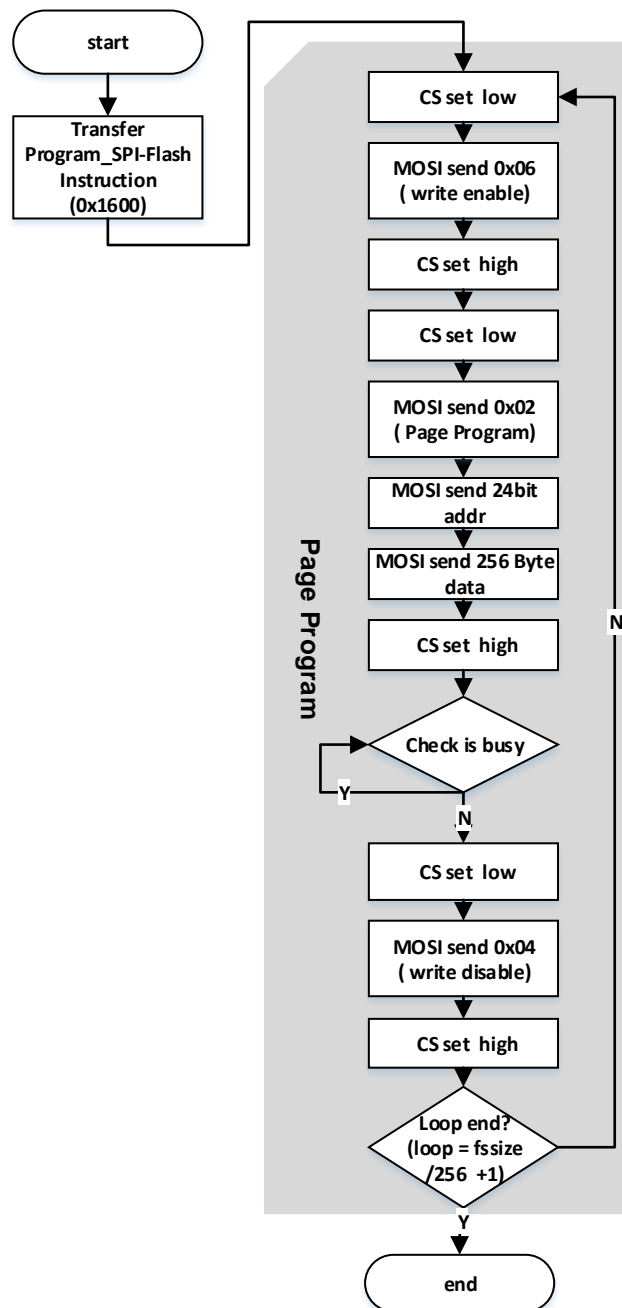 start
Transfer
Program_SPI-Flash
Instruction
(0x1600)
CS set low
MOSI send 0x06
( write enable)
CS set high
CS set low
MOSI send 0x02
( Page Program)
MOSI send 24bit
addr
MOSI send 256 Byte
data
CS set high
Page Program
N
Check is busy
Y
N
CS set low
MOSI send 0x04
( write disable)
CS set high
Loop end?
(loop = fssize
/256 +1)
Y
end